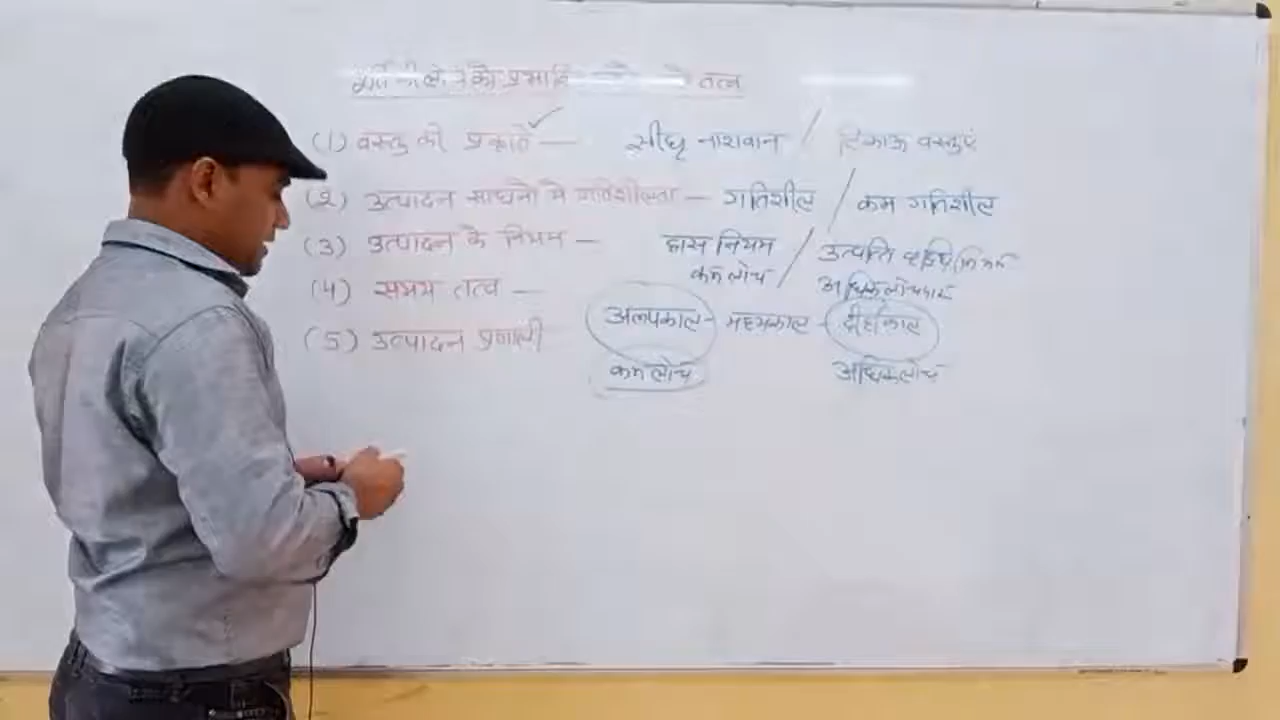 तत्व
(1) वस्तु की प्रकृति — शीघ्र नाशवान / टिकाऊ वस्तुएं
(2) उत्पादन साधनो मे गतिशीलता — गतिशील / कम गतिशील
(3) उत्पादन के नियम — ह्रास नियम / उत्पत्ति वृद्धि नियम
कम लोच / अधिक लोचदार
(4) समय तत्व —
अल्पकाल - मध्यकाल - दीर्घकाल
(5) उत्पादन प्रणाली
कम लोच अधिक लोच